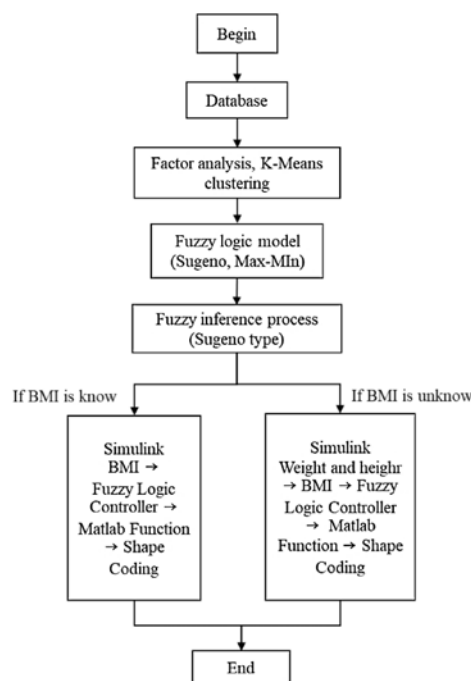 Begin
Database
Factor analysis, K-Means
clustering
Fuzzy logic model
(Sugeno, Max-MIn)
Fuzzy inference process
(Sugeno type)
If BMI is know
If BMI is unknow
Simulink
BMI →
Fuzzy Logic
Controller →
Matlab Function
→ Shape
Coding
Simulink
Weight and heighr
→ BMI → Fuzzy
Logic Controller
→ Matlab
Function → Shape
Coding
End